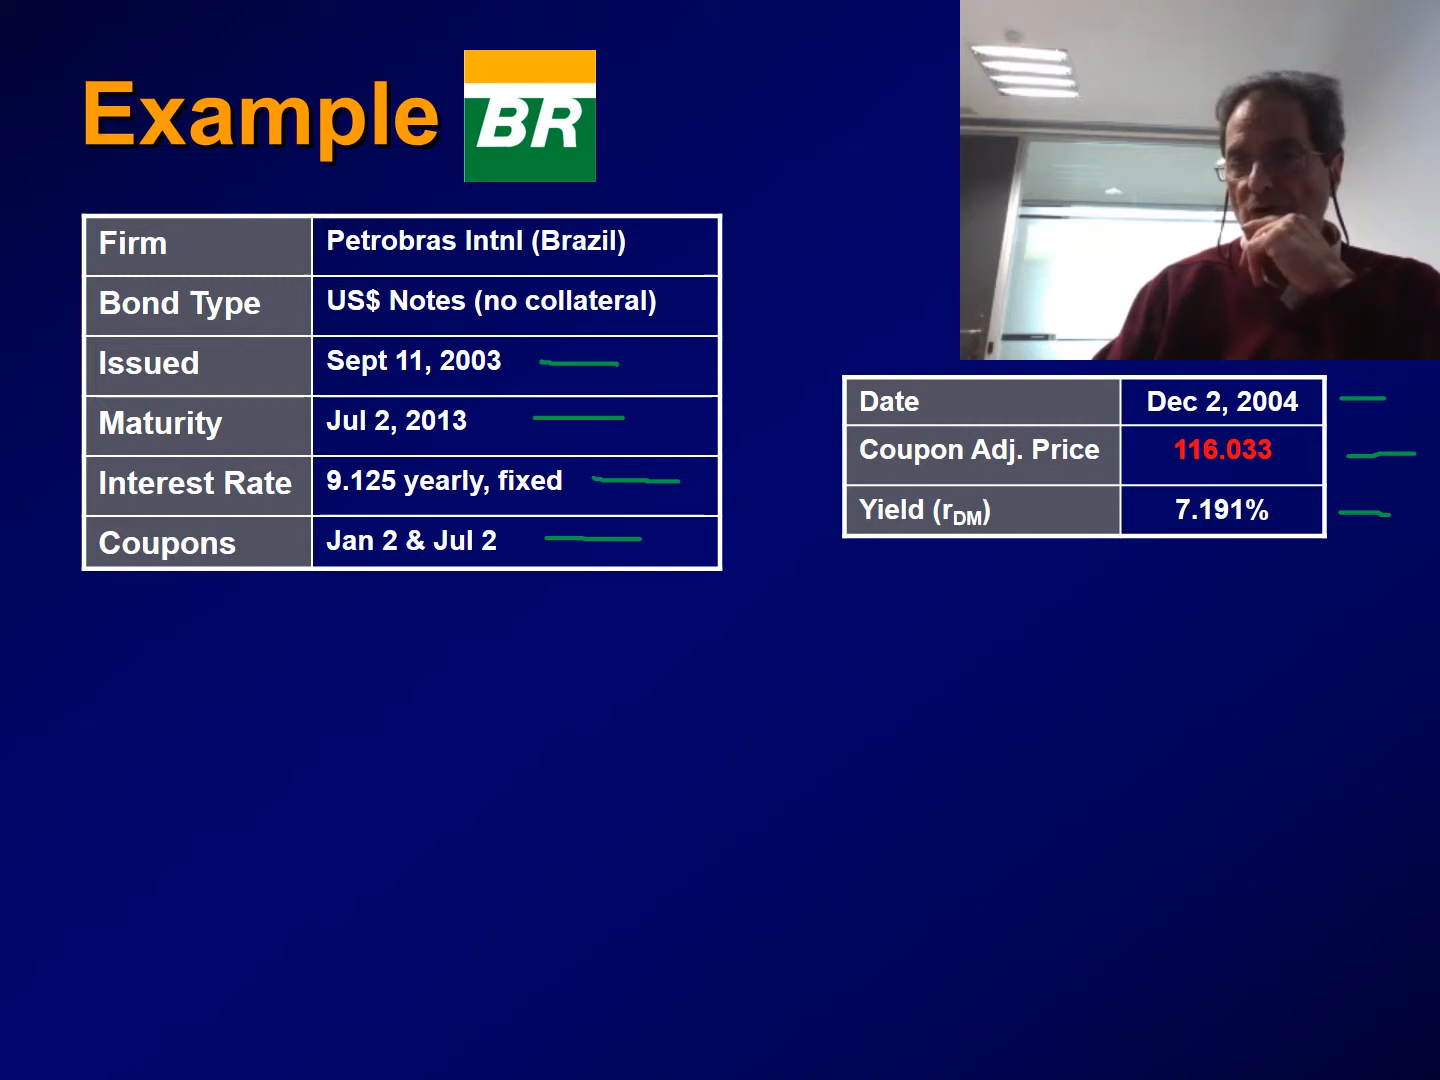 Example BR
Firm Petrobras Intnl (Brazil)
Bond Type US$ Notes (no collateral)
Issued Sept 11, 2003
Maturity Jul 2, 2013
Interest Rate 9.125 yearly, fixed
Coupons Jan 2 & Jul 2
Date Dec 2, 2004
Coupon Adj. Price 116.033
Yield (rDM) 7.191%